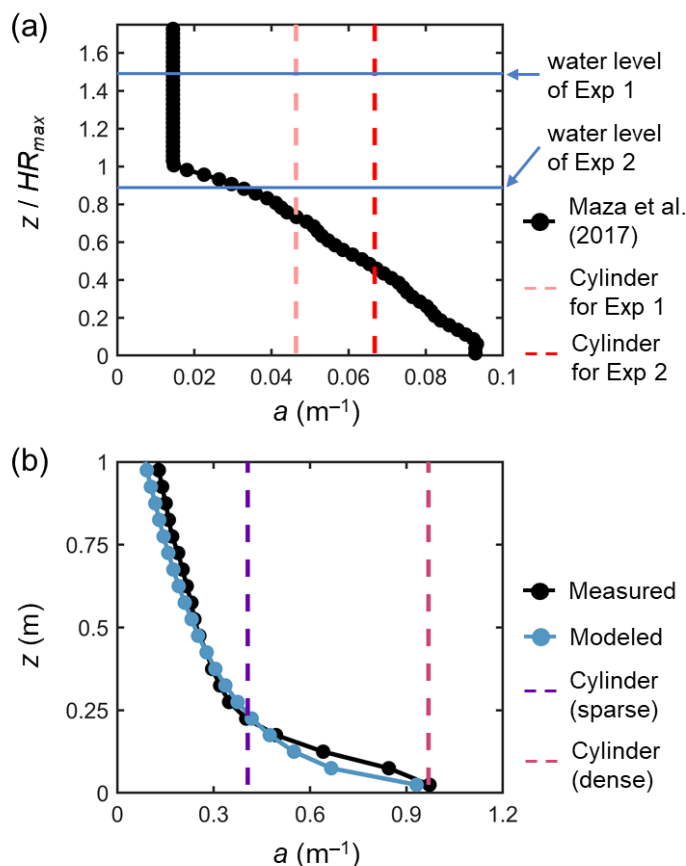 (a)
1.6
1.4
1.2
1
0.8
0.6
0.4
0.2
0
z / HRmax
0
0.02
0.04
0.06
0.08
0.1
a (m⁻¹)
water level
of Exp 1
water level
of Exp 2
Maza et al.
(2017)
Cylinder
for Exp 1
Cylinder
for Exp 2
(b)
1
0.75
0.5
0.25
0
z (m)
0
0.3
0.6
0.9
1.2
a (m⁻¹)
Measured
Modeled
Cylinder
(sparse)
Cylinder
(dense)